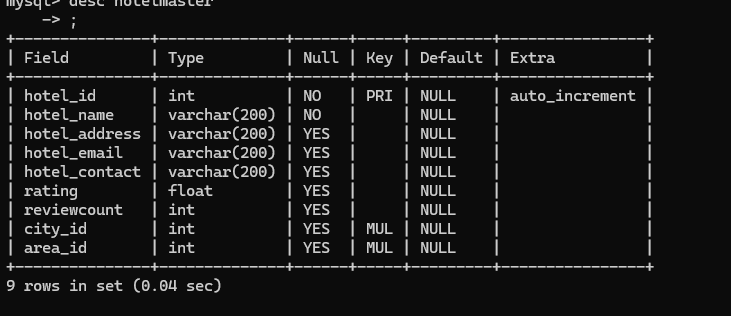 mysql> desc hotelmaster
    -> ;
+---------------+--------------+------+-----+---------+----------------+
| Field         | Type         | Null | Key | Default | Extra          |
+---------------+--------------+------+-----+---------+----------------+
| hotel_id      | int          | NO   | PRI | NULL    | auto_increment |
| hotel_name    | varchar(200) | NO   |     | NULL    |                |
| hotel_address | varchar(200) | YES  |     | NULL    |                |
| hotel_email   | varchar(200) | YES  |     | NULL    |                |
| hotel_contact | varchar(200) | YES  |     | NULL    |                |
| rating        | float        | YES  |     | NULL    |                |
| reviewcount   | int          | YES  |     | NULL    |                |
| city_id       | int          | YES  | MUL | NULL    |                |
| area_id       | int          | YES  | MUL | NULL    |                |
+---------------+--------------+------+-----+---------+----------------+
9 rows in set (0.04 sec)